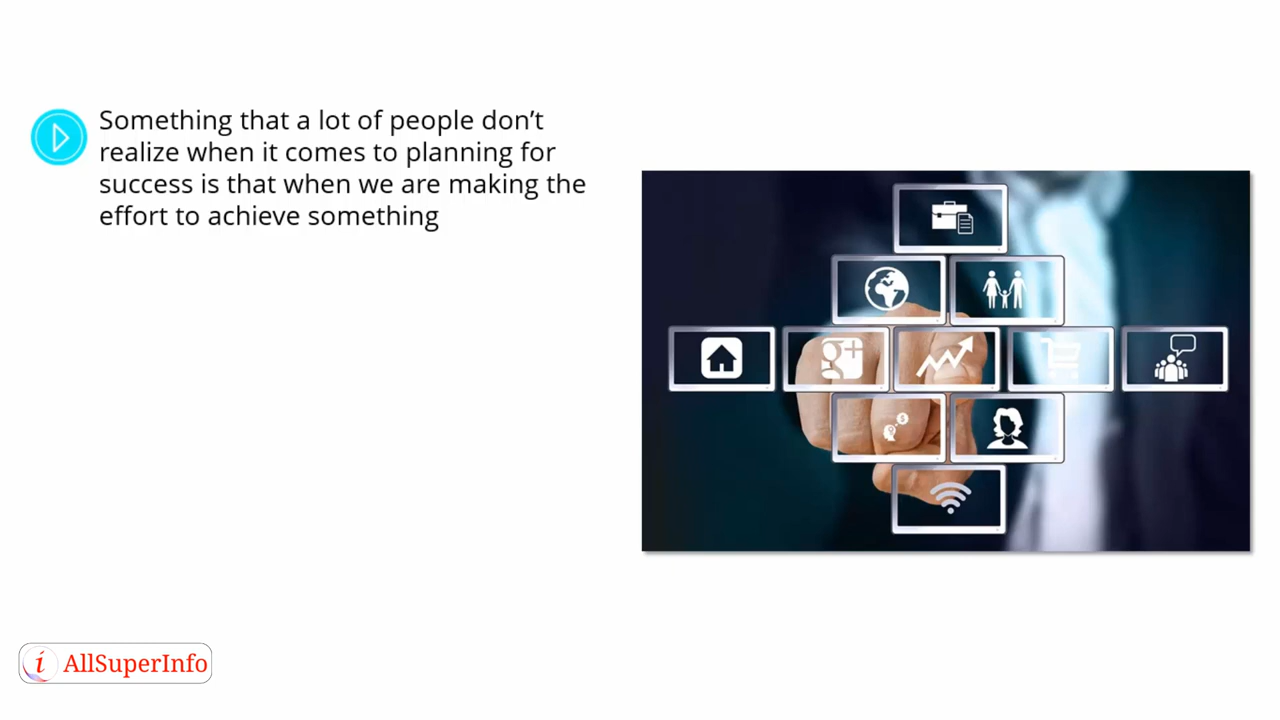 Something that a lot of people don’t
realize when it comes to planning for
success is that when we are making the
effort to achieve something
i AllSuperInfo